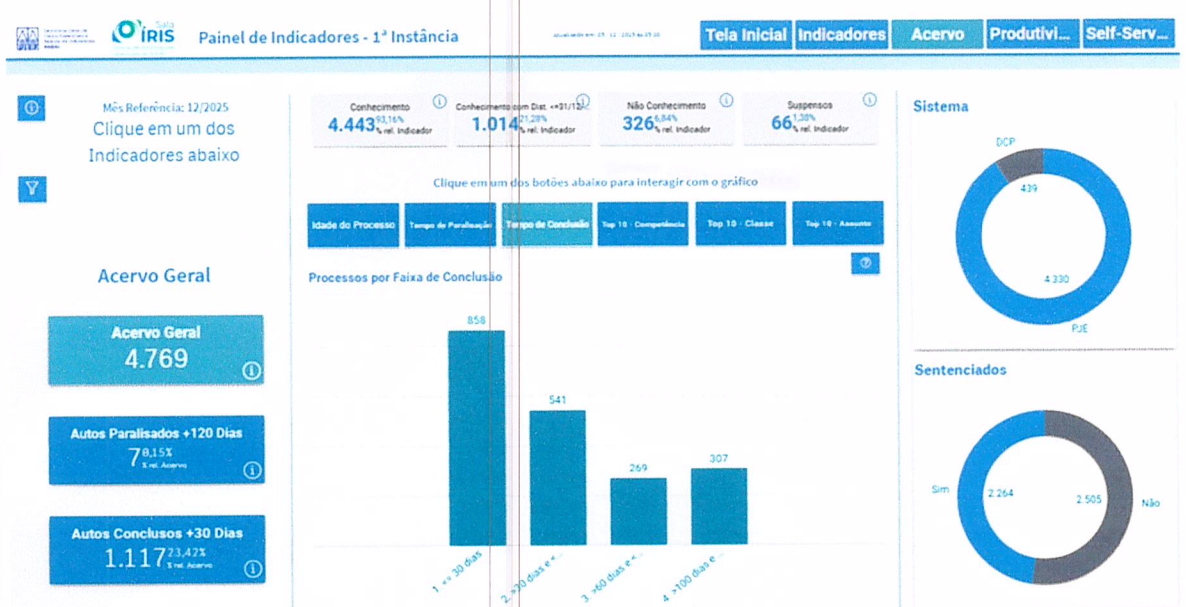 Sala
ÍRIS
Painel de Indicadores - 1ª Instância
Tela Inicial
Indicadores
Acervo
Produtivi...
Self-Serv...
Mês Referência: 12/2025
Clique em um dos
Indicadores abaixo
Conhecimento
4.443 93,16%
% rel. Indicador
Conhecimento com Dist. <=31/12/...
1.014 21,28%
% rel. Indicador
Não Conhecimento
326 6,84%
% rel. Indicador
Suspensos
66 1,38%
% rel. Indicador
Clique em um dos botões abaixo para interagir com o gráfico
Idade do Processo
Tempo de Paralisação
Tempo de Conclusão
Top 10 - Competência
Top 10 - Classe
Top 10 - Assunto
Acervo Geral
Acervo Geral
4.769
Autos Paralisados +120 Dias
7 0,15%
% rel. Acervo
Autos Conclusos +30 Dias
1.117 23,42%
% rel. Acervo
Processos por Faixa de Conclusão
858
541
269
307
1. <= 30 dias
2. >30 dias e <...
3. >60 dias e <...
4. >100 dias e ...
Sistema
DCP
439
4.330
PJE
Sentenciados
Sim
2.264
2.505
Não